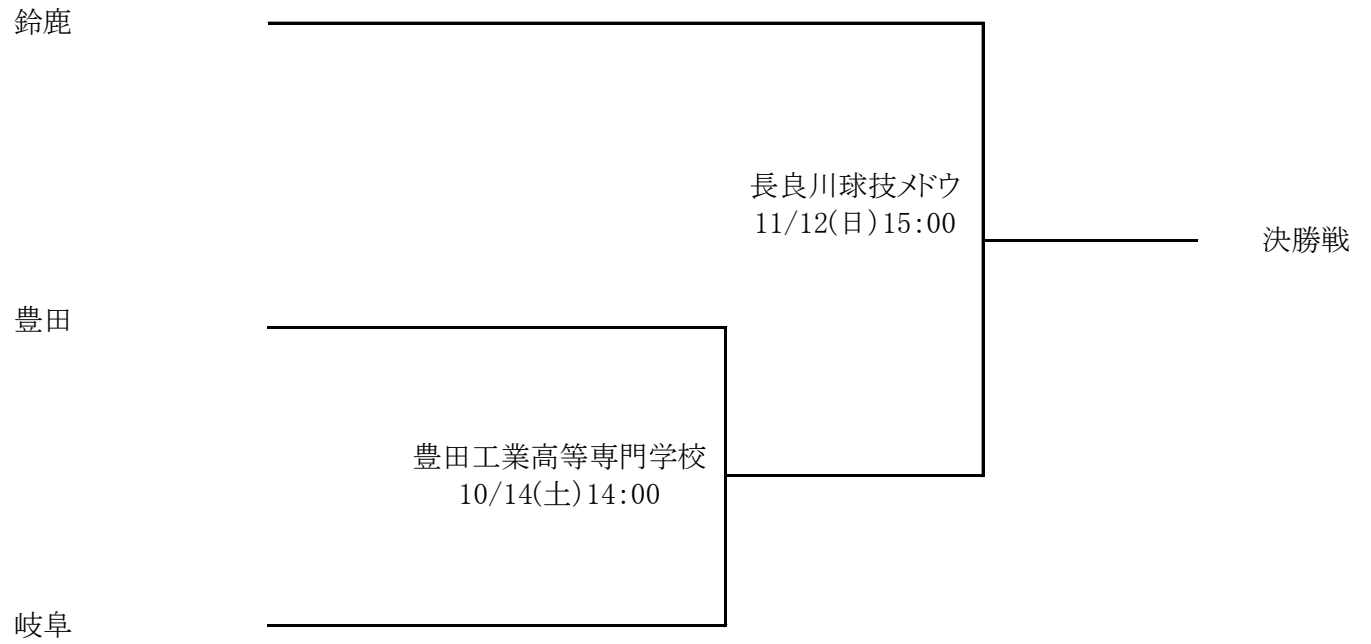 鈴鹿
長良川球技メドウ
11/12(日)15:00
決勝戦
豊田
豊田工業高等専門学校
10/14(土)14:00
岐阜